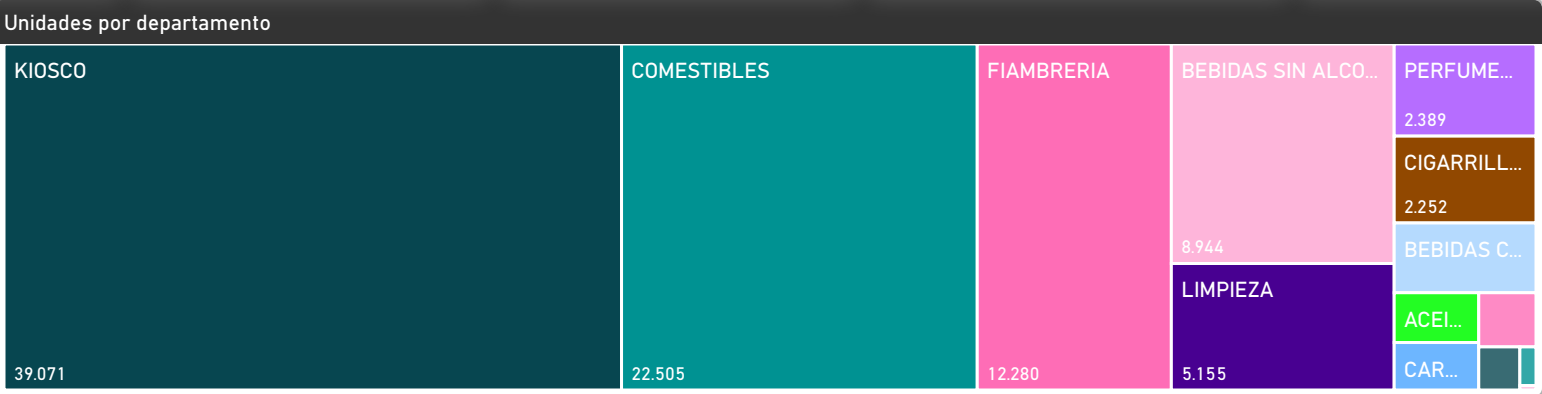 Unidades por departamento
KIOSCO
39.071
COMESTIBLES
22.505
FIAMBRERIA
12.280
BEBIDAS SIN ALCO...
8.944
LIMPIEZA
5.155
PERFUME...
2.389
CIGARRILL...
2.252
BEBIDAS C...
ACEI...
CAR...